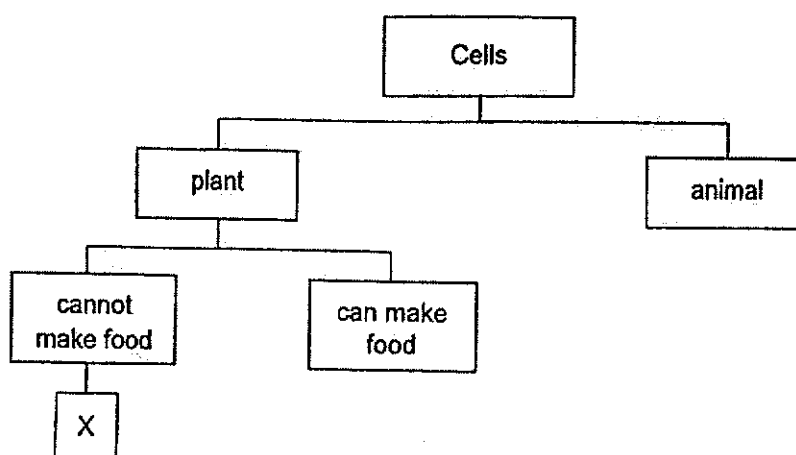 Cells
plant
animal
cannot
make food
can make
food
X